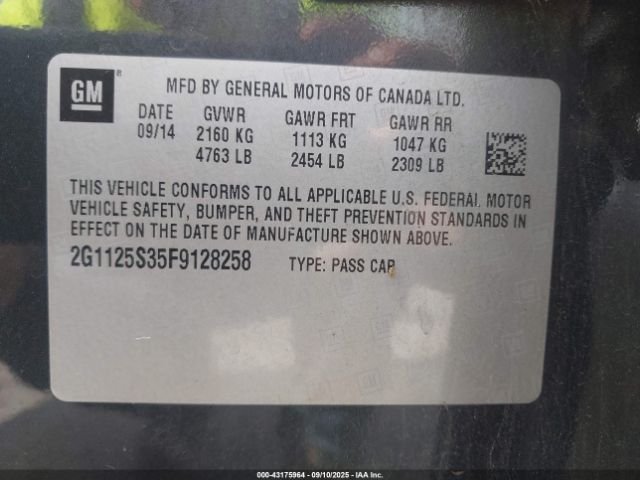 GM
MFD BY GENERAL MOTORS OF CANADA LTD.
DATE GVWR GAWR FRT GAWR RR
09/14 2160 KG 1113 KG 1047 KG
4763 LB 2454 LB 2309 LB
THIS VEHICLE CONFORMS TO ALL APPLICABLE U.S. FEDERAL MOTOR
VEHICLE SAFETY, BUMPER, AND THEFT PREVENTION STANDARDS IN
EFFECT ON THE DATE OF MANUFACTURE SHOWN ABOVE.
2G1125S35F9128258 TYPE: PASS CAR
000-43175964 - 09/10/2025 - IAAI.com